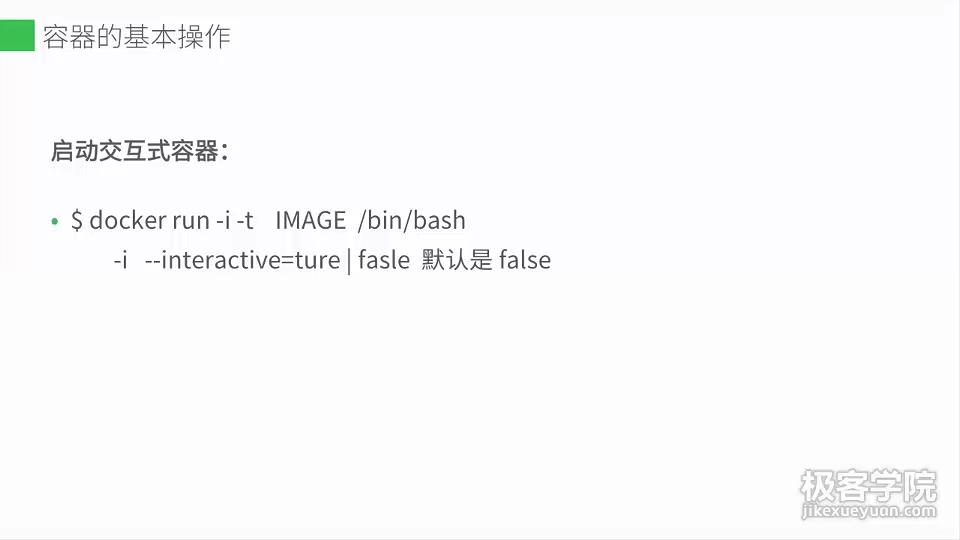 容器的基本操作
启动交互式容器：
• $ docker run -i -t IMAGE /bin/bash
-i --interactive=ture | fasle 默认是 false
极客学院
jikexueyuan.com